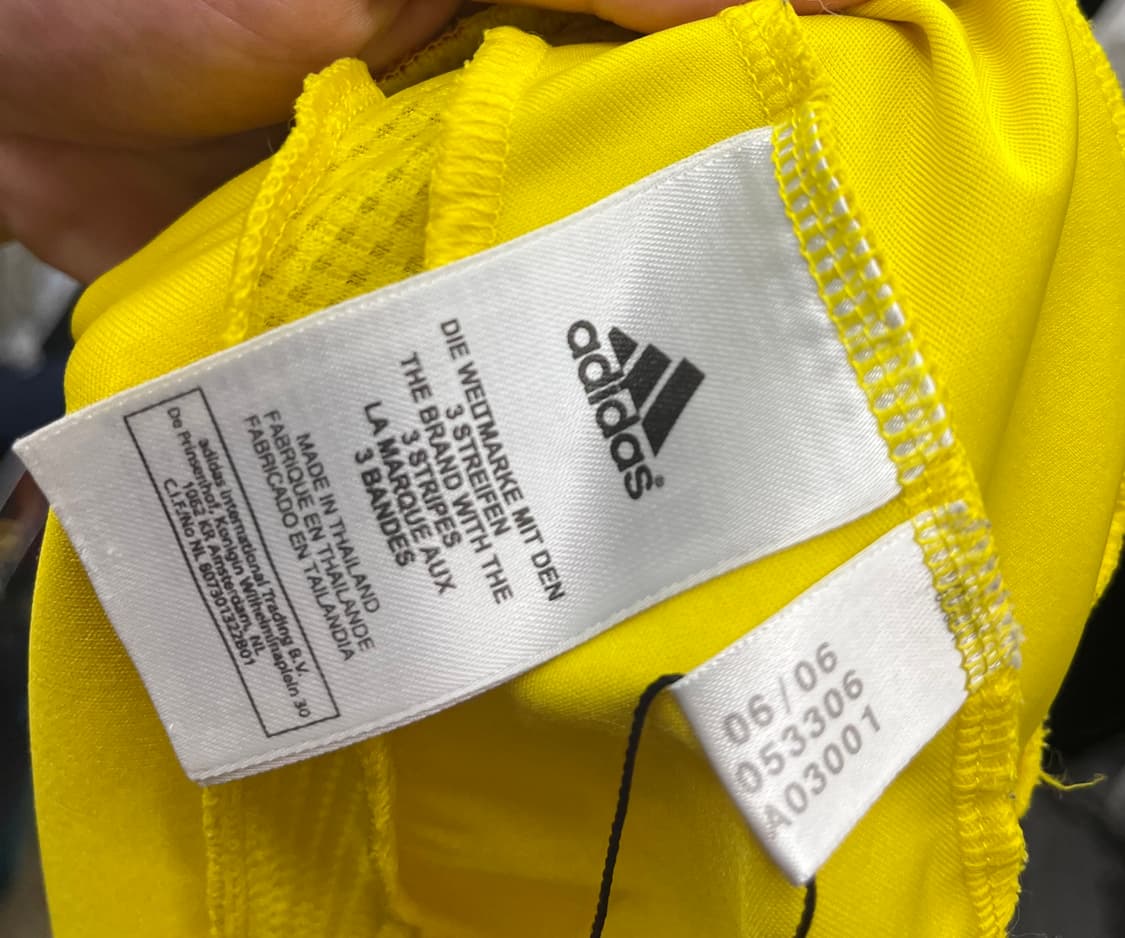 adidas®
DIE WELTMARKE MIT DEN
3 STREIFEN
THE BRAND WITH THE
3 STRIPES
LA MARQUE AUX
3 BANDES
MADE IN THAILAND
FABRIQUE EN THAILANDE
FABRICADO EN TAILANDIA
adidas International Trading B.V.
De Prinsenhof, Konigin Wilhelminaplein 30
1062 KR Amsterdam, NL
C.I.F./No NL 807301322B01
06/06
053306
A03001